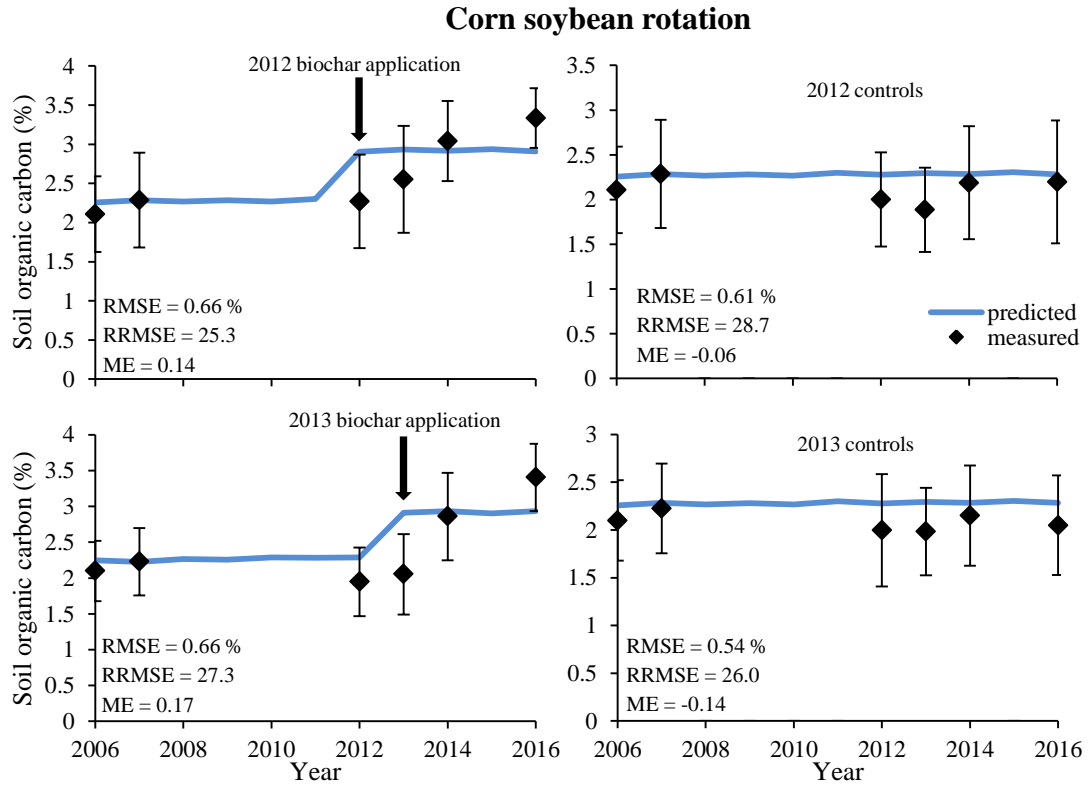 Corn soybean rotation
Soil organic carbon (%)
4
3.5
3
2.5
2
1.5
1
0.5
0
2012 biochar application
RMSE = 0.66 %
RRMSE = 25.3
ME = 0.14
3.5
3
2.5
2
1.5
1
0.5
0
2012 controls
RMSE = 0.61 %
RRMSE = 28.7
ME = -0.06
predicted
measured
Soil organic carbon (%)
4
3.5
3
2.5
2
1.5
1
0.5
0
2013 biochar application
RMSE = 0.66 %
RRMSE = 27.3
ME = 0.17
2006 2008 2010 2012 2014 2016
Year
3
2.5
2
1.5
1
0.5
0
2013 controls
RMSE = 0.54 %
RRMSE = 26.0
ME = -0.14
2006 2008 2010 2012 2014 2016
Year